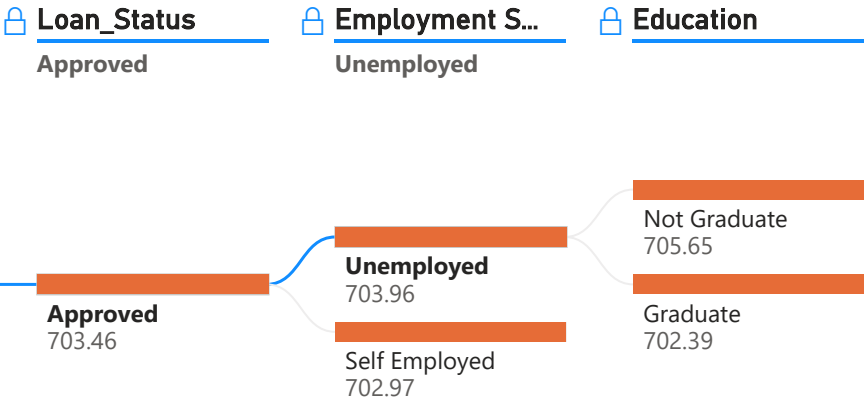 Loan_Status
Employment S...
Education
Approved
Unemployed
Not Graduate
705.65
Unemployed
703.96
Approved
703.46
Graduate
702.39
Self Employed
702.97